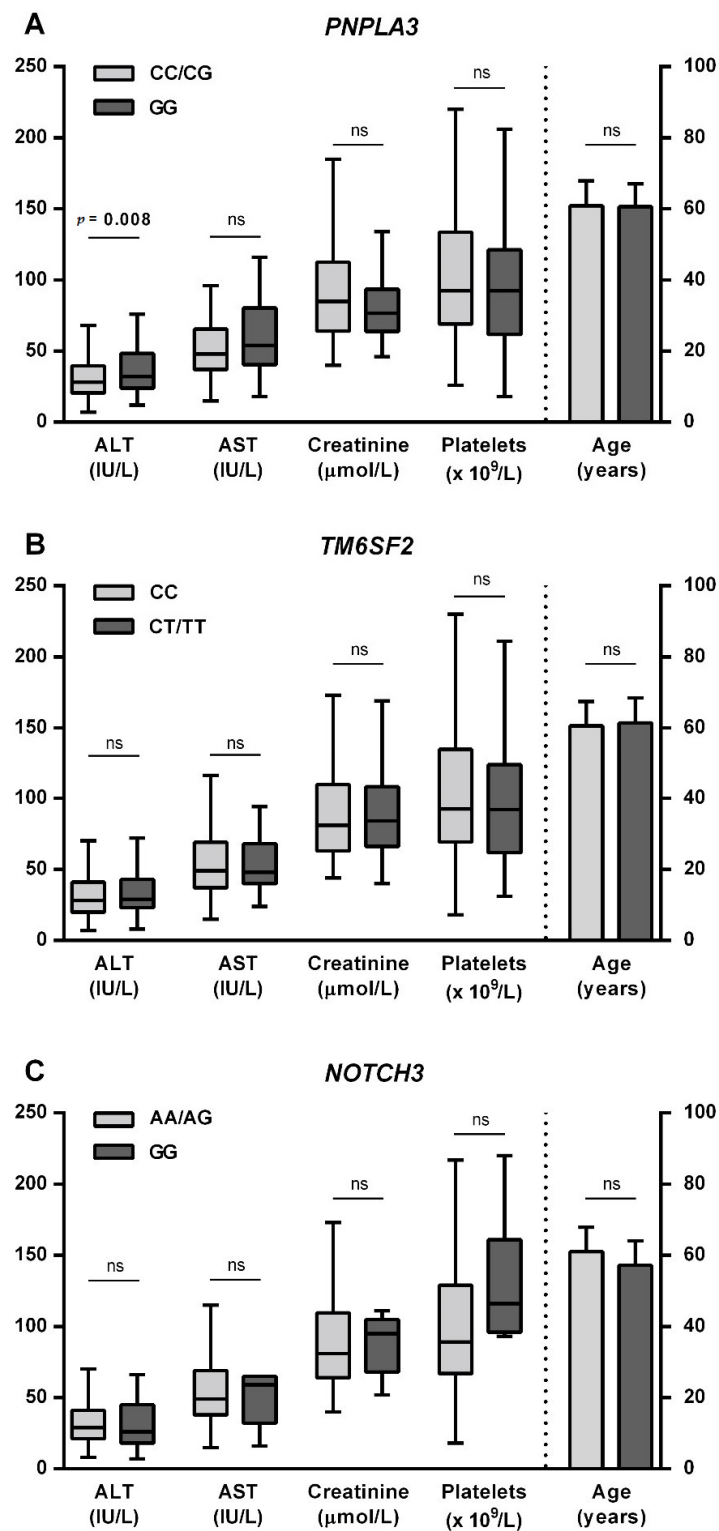 A
PNPLA3
250
200
150
100
50
0
CC/CG
GG
p = 0.008
ns
ns
ns
ns
100
80
60
40
20
0
ALT
(IU/L)
AST
(IU/L)
Creatinine
(μmol/L)
Platelets
(x 10⁹/L)
Age
(years)
B
TM6SF2
250
200
150
100
50
0
CC
CT/TT
ns
ns
ns
ns
ns
100
80
60
40
20
0
ALT
(IU/L)
AST
(IU/L)
Creatinine
(μmol/L)
Platelets
(x 10⁹/L)
Age
(years)
C
NOTCH3
250
200
150
100
50
0
AA/AG
GG
ns
ns
ns
ns
ns
100
80
60
40
20
0
ALT
(IU/L)
AST
(IU/L)
Creatinine
(μmol/L)
Platelets
(x 10⁹/L)
Age
(years)